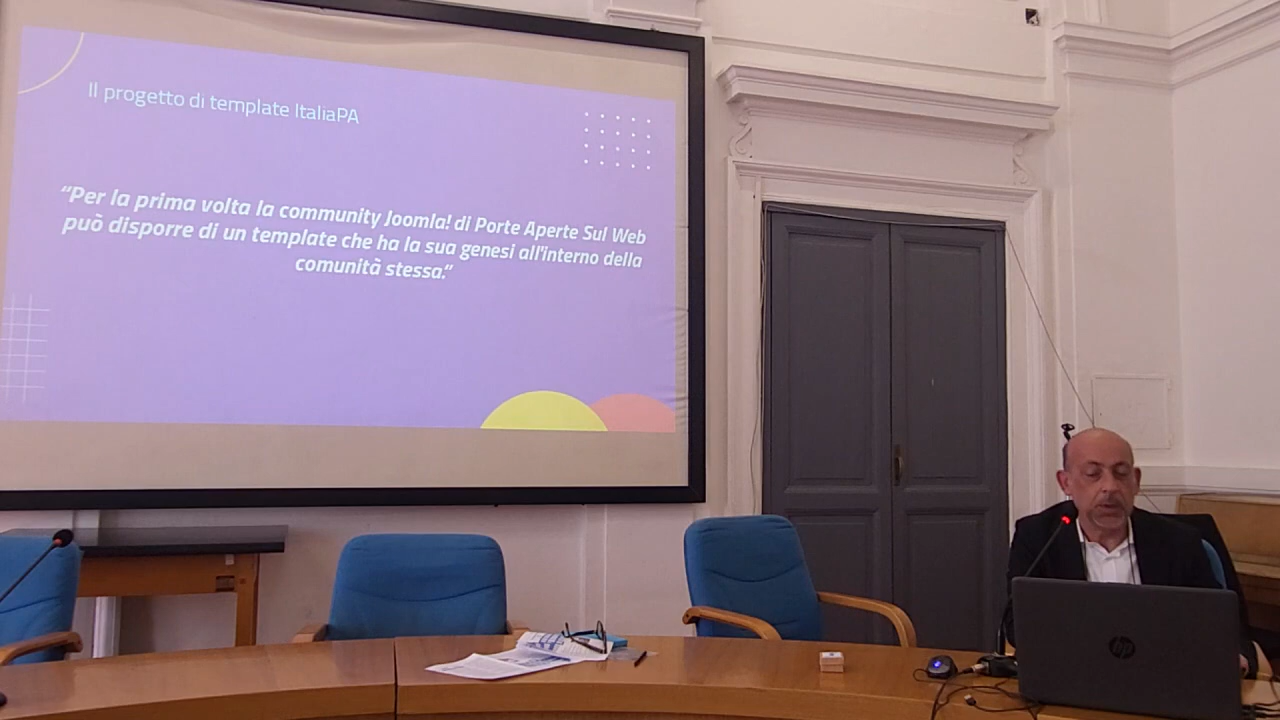 Il progetto di template ItaliaPA
“Per la prima volta la community Joomla! di Porte Aperte Sul Web
può disporre di un template che ha la sua genesi all'interno della
comunità stessa.”
hp